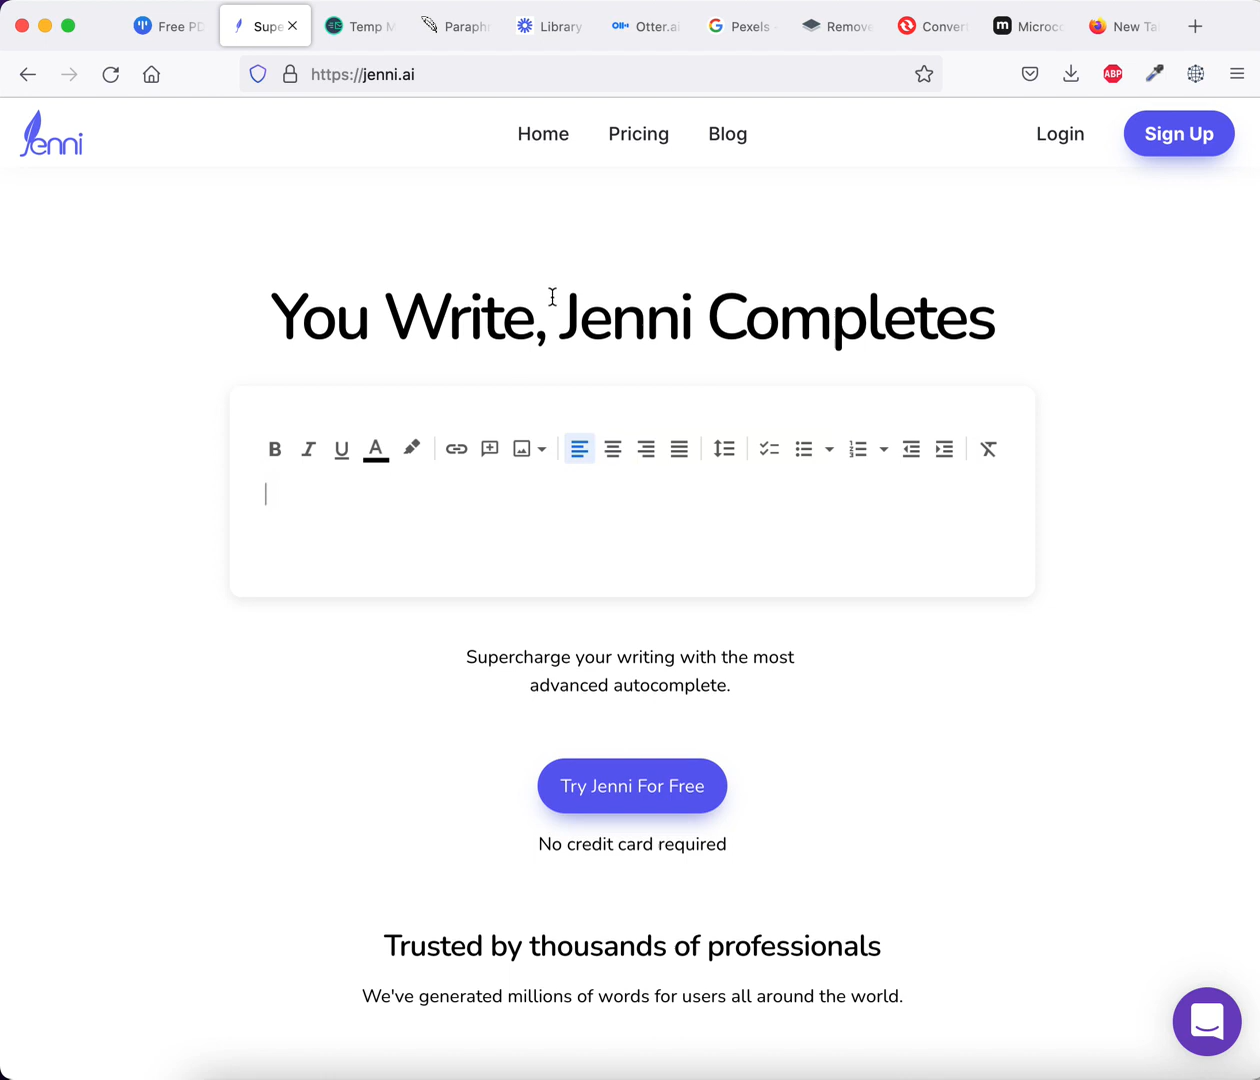 Free PD
Supe
Temp M
Paraphr
Library
Otter.ai
Pexels
Remove
Convert
Microc
New Ta
https://jenni.ai
ABP
Jenni
Home
Pricing
Blog
Login
Sign Up
You Write, Jenni Completes
B I U A
Supercharge your writing with the most
advanced autocomplete.
Try Jenni For Free
No credit card required
Trusted by thousands of professionals
We've generated millions of words for users all around the world.